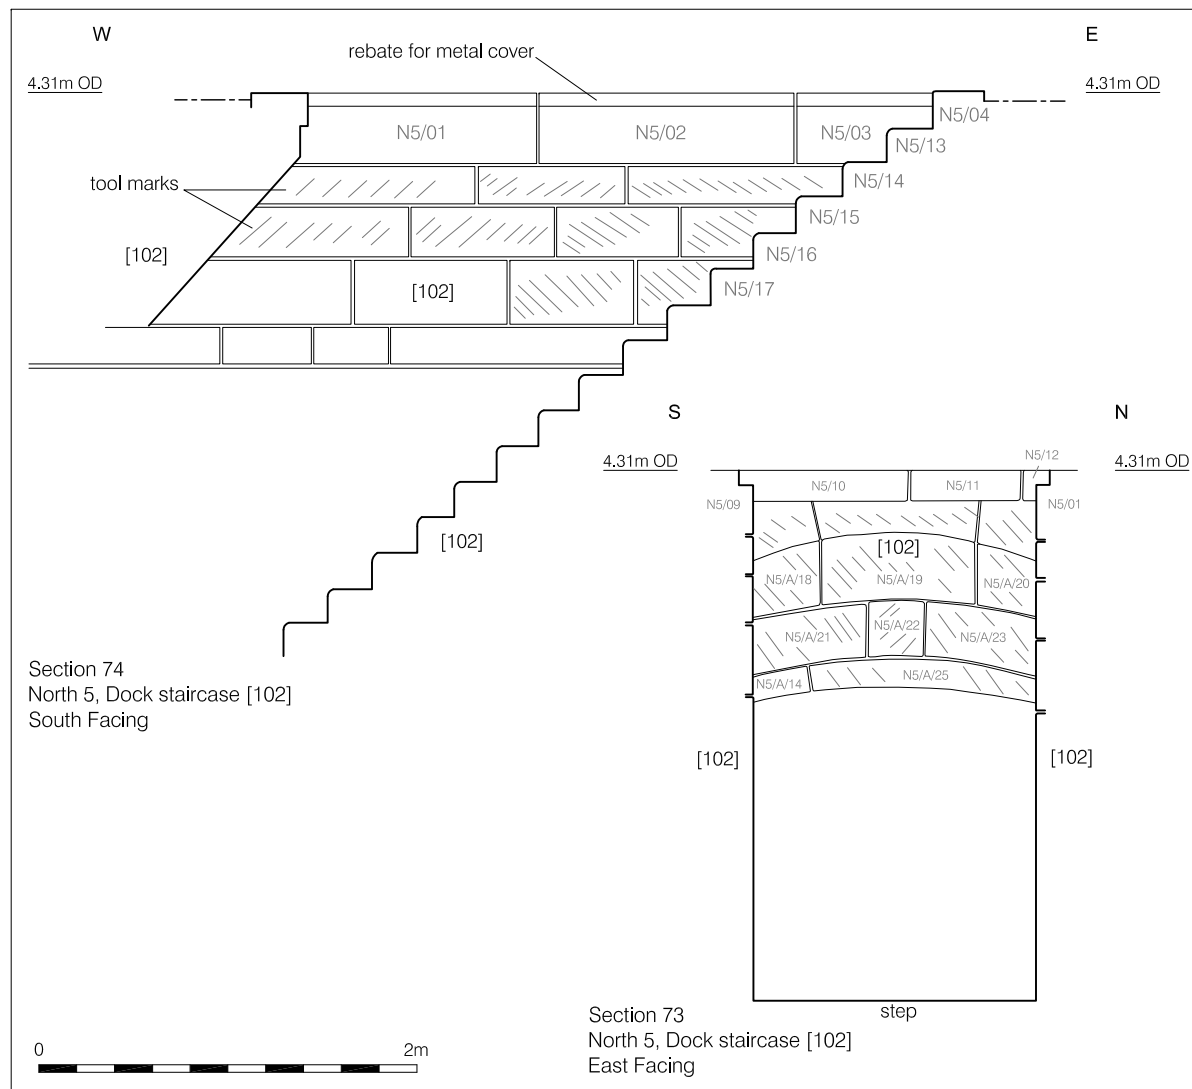 W
E
rebate for metal cover
4.31m OD
4.31m OD
N5/01
N5/02
N5/03
N5/04
N5/13
tool marks
N5/14
N5/15
[102]
N5/16
[102]
N5/17
S
N
4.31m OD
4.31m OD
N5/12
N5/10
N5/11
N5/09
N5/01
[102]
[102]
N5/A/18
N5/A/19
N5/A/20
N5/A/21
N5/A/22
N5/A/23
N5/A/14
N5/A/25
Section 74
North 5, Dock staircase [102]
South Facing
[102]
[102]
step
Section 73
North 5, Dock staircase [102]
East Facing
0
2m